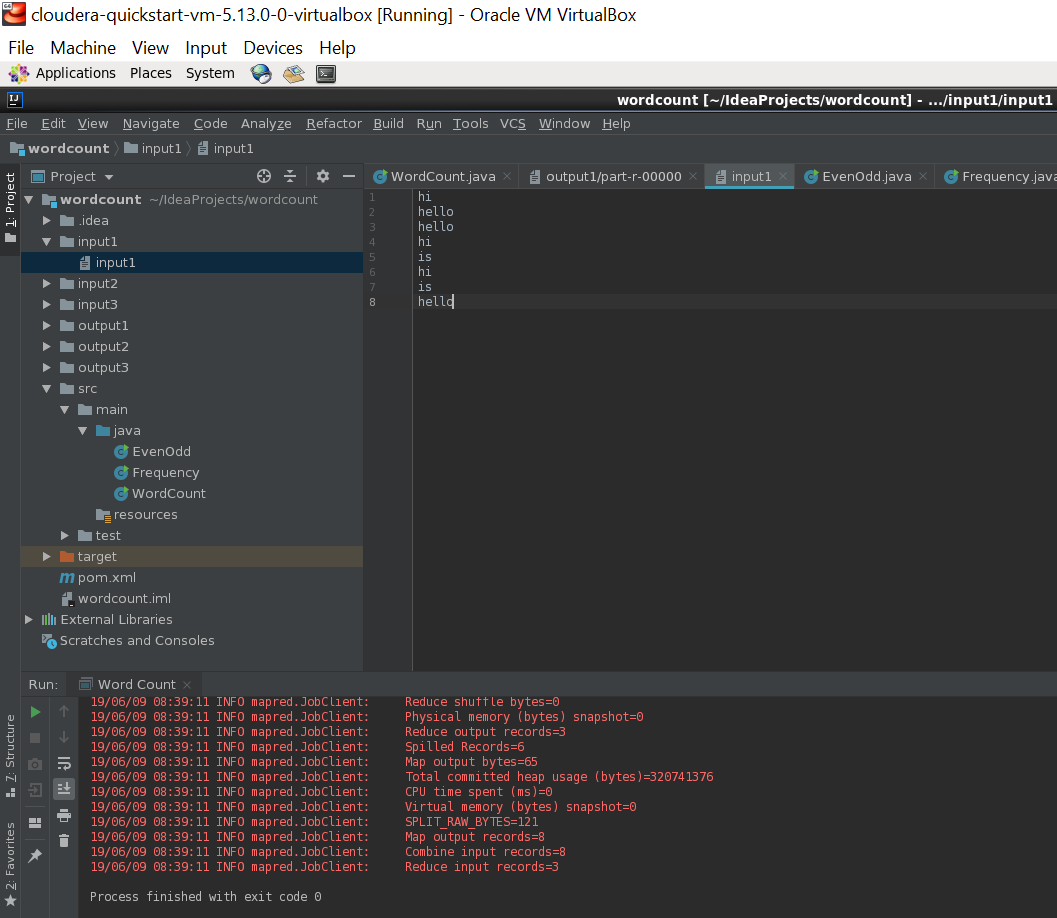 cloudera-quickstart-vm-5.13.0-0-virtualbox [Running] - Oracle VM VirtualBox
File Machine View Input Devices Help
Applications Places System
wordcount [~/IdeaProjects/wordcount] - .../input1/input1
File Edit View Navigate Code Analyze Refactor Build Run Tools VCS Window Help
wordcount input1 input1
1: Project
Project
WordCount.java output1/part-r-00000 input1 EvenOdd.java Frequency.java
wordcount ~/IdeaProjects/wordcount
.idea
input1
input1
input2
input3
output1
output2
output3
src
main
java
EvenOdd
Frequency
WordCount
resources
test
target
pom.xml
wordcount.iml
External Libraries
Scratches and Consoles
1 hi
2 hello
3 hello
4 hi
5 is
6 hi
7 is
8 hello
7: Structure
2: Favorites
Run: Word Count
19/06/09 08:39:11 INFO mapred.JobClient: Reduce shuffle bytes=0
19/06/09 08:39:11 INFO mapred.JobClient: Physical memory (bytes) snapshot=0
19/06/09 08:39:11 INFO mapred.JobClient: Reduce output records=3
19/06/09 08:39:11 INFO mapred.JobClient: Spilled Records=6
19/06/09 08:39:11 INFO mapred.JobClient: Map output bytes=65
19/06/09 08:39:11 INFO mapred.JobClient: Total committed heap usage (bytes)=320741376
19/06/09 08:39:11 INFO mapred.JobClient: CPU time spent (ms)=0
19/06/09 08:39:11 INFO mapred.JobClient: Virtual memory (bytes) snapshot=0
19/06/09 08:39:11 INFO mapred.JobClient: SPLIT_RAW_BYTES=121
19/06/09 08:39:11 INFO mapred.JobClient: Map output records=8
19/06/09 08:39:11 INFO mapred.JobClient: Combine input records=8
19/06/09 08:39:11 INFO mapred.JobClient: Reduce input records=3
Process finished with exit code 0